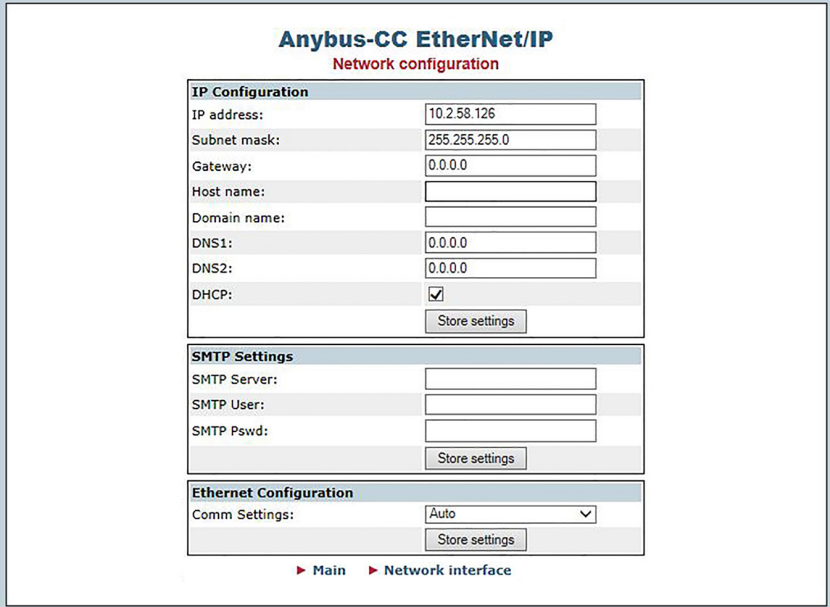 Anybus-CC EtherNet/IP
Network configuration
IP Configuration
IP address: 10.2.58.126
Subnet mask: 255.255.255.0
Gateway: 0.0.0.0
Host name:
Domain name:
DNS1: 0.0.0.0
DNS2: 0.0.0.0
DHCP:
Store settings
SMTP Settings
SMTP Server:
SMTP User:
SMTP Pswd:
Store settings
Ethernet Configuration
Comm Settings: Auto
Store settings
Main Network interface